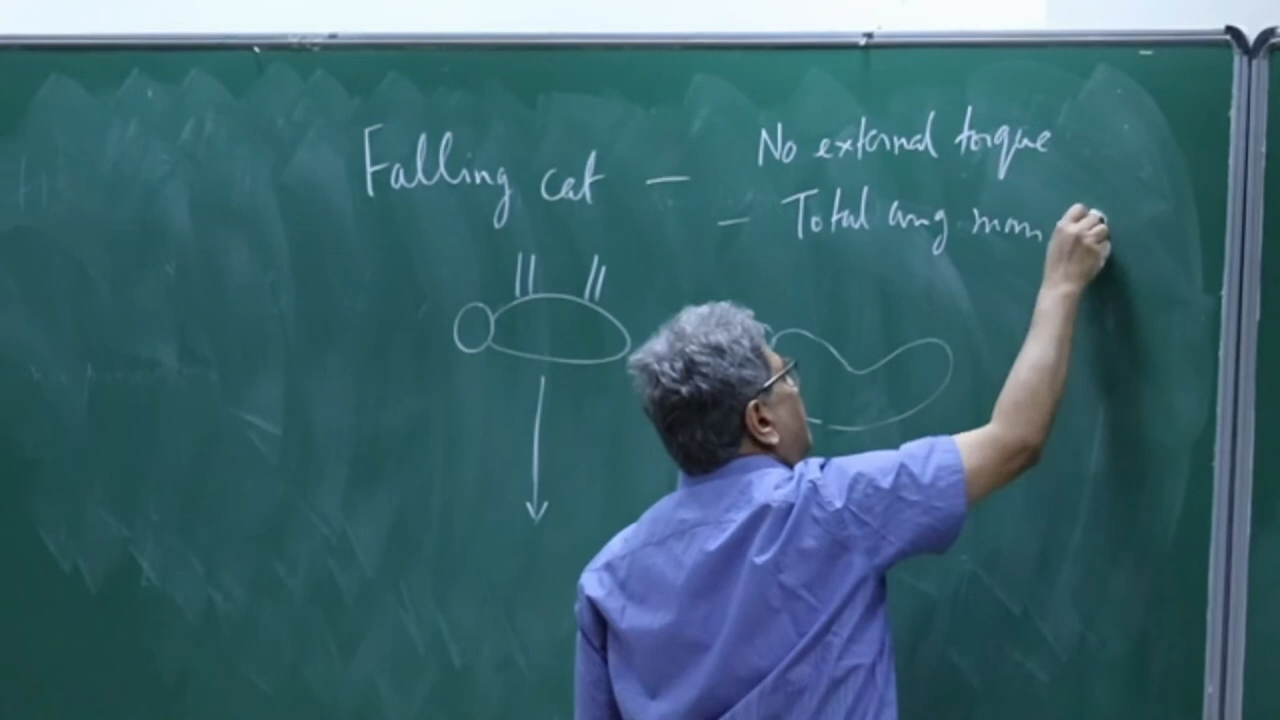 Falling cat — No external torque
— Total ang mom